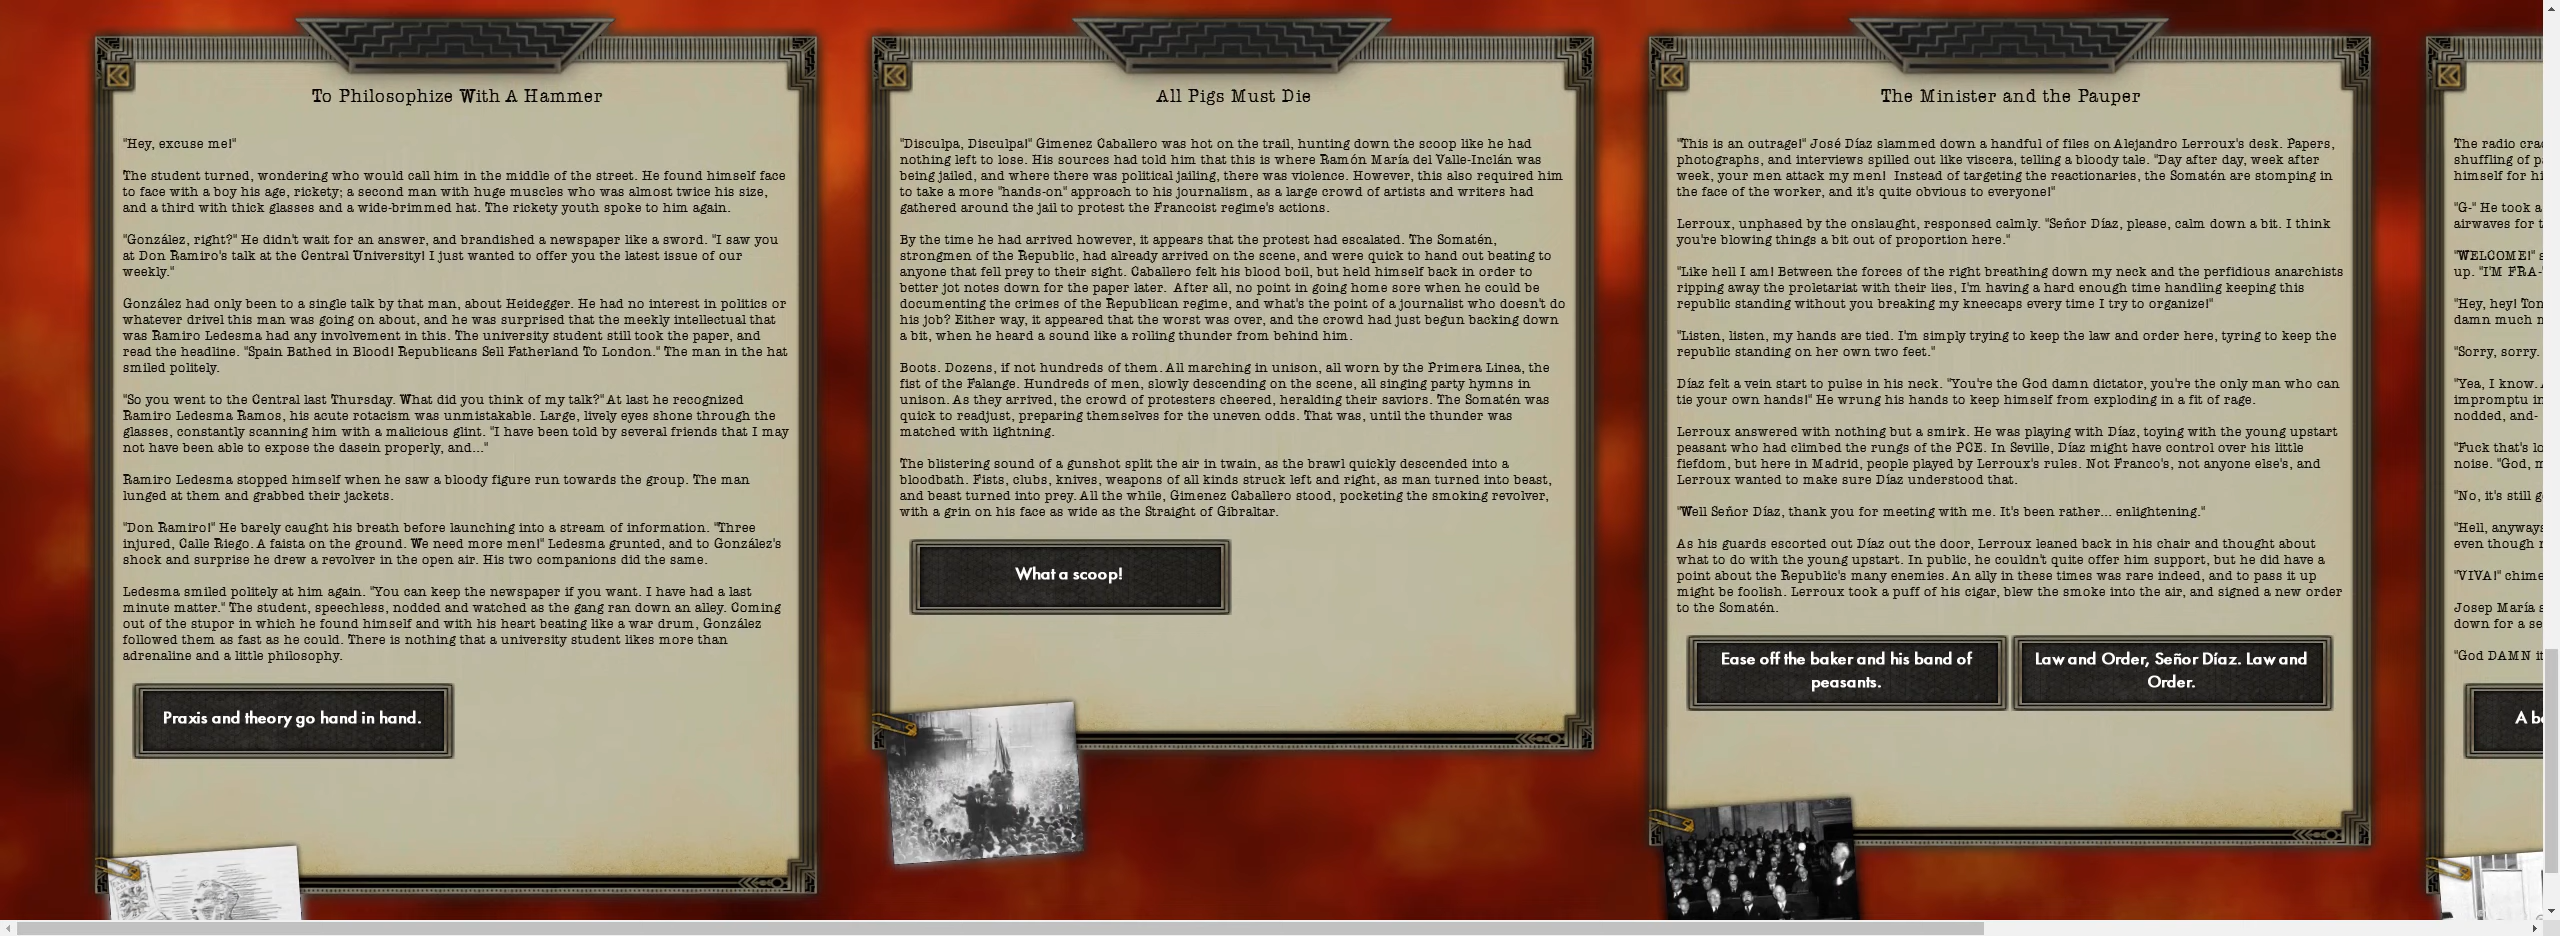 To Philosophize With A Hammer
"Hey, excuse me!"
The student turned, wondering who would call him in the middle of the street. He found himself face
to face with a boy his age, rickety; a second man with huge muscles who was almost twice his size,
and a third with thick glasses and a wide-brimmed hat. The rickety youth spoke to him again.
"González, right?" He didn't wait for an answer, and brandished a newspaper like a sword. "I saw you
at Don Ramiro's talk at the Central University! I just wanted to offer you the latest issue of our
weekly."
González had only been to a single talk by that man, about Heidegger. He had no interest in politics or
whatever drivel this man was going on about, and he was surprised that the meekly intellectual that
was Ramiro Ledesma had any involvement in this. The university student still took the paper, and
read the headline. "Spain Bathed in Blood! Republicans Sell Fatherland To London." The man in the hat
smiled politely.
"So you went to the Central last Thursday. What did you think of my talk?" At last he recognized
Ramiro Ledesma Ramos, his acute rotacism was unmistakable. Large, lively eyes shone through the
glasses, constantly scanning him with a malicious glint. "I have been told by several friends that I may
not have been able to expose the dasein properly, and..."
Ramiro Ledesma stopped himself when he saw a bloody figure run towards the group. The man
lunged at them and grabbed their jackets.
"Don Ramiro!" He barely caught his breath before launching into a stream of information. "Three
injured, Calle Riego. A faista on the ground. We need more men!" Ledesma grunted, and to González's
shock and surprise he drew a revolver in the open air. His two companions did the same.
Ledesma smiled politely at him again. "You can keep the newspaper if you want. I have had a last
minute matter." The student, speechless, nodded and watched as the gang ran down an alley. Coming
out of the stupor in which he found himself and with his heart beating like a war drum, González
followed them as fast as he could. There is nothing that a university student likes more than
adrenaline and a little philosophy.
Praxis and theory go hand in hand.
All Pigs Must Die
"Disculpa, Disculpa!" Gimenez Caballero was hot on the trail, hunting down the scoop like he had
nothing left to lose. His sources had told him that this is where Ramón María del Valle-Inclán was
being jailed, and where there was political jailing, there was violence. However, this also required him
to take a more "hands-on" approach to his journalism, as a large crowd of artists and writers had
gathered around the jail to protest the Francoist regime's actions.
By the time he had arrived however, it appears that the protest had escalated. The Somatén,
strongmen of the Republic, had already arrived on the scene, and were quick to hand out beating to
anyone that fell prey to their sight. Caballero felt his blood boil, but held himself back in order to
better jot notes down for the paper later.  After all, no point in going home sore when he could be
documenting the crimes of the Republican regime, and what's the point of a journalist who doesn't do
his job? Either way, it appeared that the worst was over, and the crowd had just begun backing down
a bit, when he heard a sound like a rolling thunder from behind him.
Boots. Dozens, if not hundreds of them. All marching in unison, all worn by the Primera Linea, the
fist of the Falange. Hundreds of men, slowly descending on the scene, all singing party hymns in
unison. As they arrived, the crowd of protesters cheered, heralding their saviors. The Somatén was
quick to readjust, preparing themselves for the uneven odds. That was, until the thunder was
matched with lightning.
The blistering sound of a gunshot split the air in twain, as the brawl quickly descended into a
bloodbath. Fists, clubs, knives, weapons of all kinds struck left and right, as man turned into beast,
and beast turned into prey. All the while, Gimenez Caballero stood, pocketing the smoking revolver,
with a grin on his face as wide as the Straight of Gibraltar.
What a scoop!
The Minister and the Pauper
"This is an outrage!" José Díaz slammed down a handful of files on Alejandro Lerroux's desk. Papers,
photographs, and interviews spilled out like viscera, telling a bloody tale. "Day after day, week after
week, your men attack my men!  Instead of targeting the reactionaries, the Somatén are stomping in
the face of the worker, and it's quite obvious to everyone!"
Lerroux, unphased by the onslaught, responsed calmly. "Señor Díaz, please, calm down a bit. I think
you're blowing things a bit out of proportion here."
"Like hell I am! Between the forces of the right breathing down my neck and the perfidious anarchists
ripping away the proletariat with their lies, I'm having a hard enough time handling keeping this
republic standing without you breaking my kneecaps every time I try to organize!"
"Listen, listen, my hands are tied. I'm simply trying to keep the law and order here, tyring to keep the
republic standing on her own two feet."
Díaz felt a vein start to pulse in his neck. "You're the God damn dictator, you're the only man who can
tie your own hands!" He wrung his hands to keep himself from exploding in a fit of rage.
Lerroux answered with nothing but a smirk. He was playing with Díaz, toying with the young upstart
peasant who had climbed the rungs of the PCE. In Seville, Díaz might have control over his little
fiefdom, but here in Madrid, people played by Lerroux's rules. Not Franco's, not anyone else's, and
Lerroux wanted to make sure Díaz understood that.
"Well Señor Díaz, thank you for meeting with me. It's been rather... enlightening."
As his guards escorted out Díaz out the door, Lerroux leaned back in his chair and thought about
what to do with the young upstart. In public, he couldn't quite offer him support, but he did have a
point about the Republic's many enemies. An ally in these times was rare indeed, and to pass it up
might be foolish. Lerroux took a puff of his cigar, blew the smoke into the air, and signed a new order
to the Somatén.
Ease off the baker and his band of
peasants.
Law and Order, Señor Díaz. Law and
Order.
The radio
shuffling of
himself for
"G-" He took a
airwaves for
"WELCOME!"
up. "I'M FRA-
"Hey, hey!
damn much
"Sorry, sorry.
"Yea, I know.
impromptu
nodded, and-
"Fuck that's
noise. "God,
"No, it's still
"Hell, anyways
even though
"VIVA!"
Josep María
down for a
"God DAMN
A